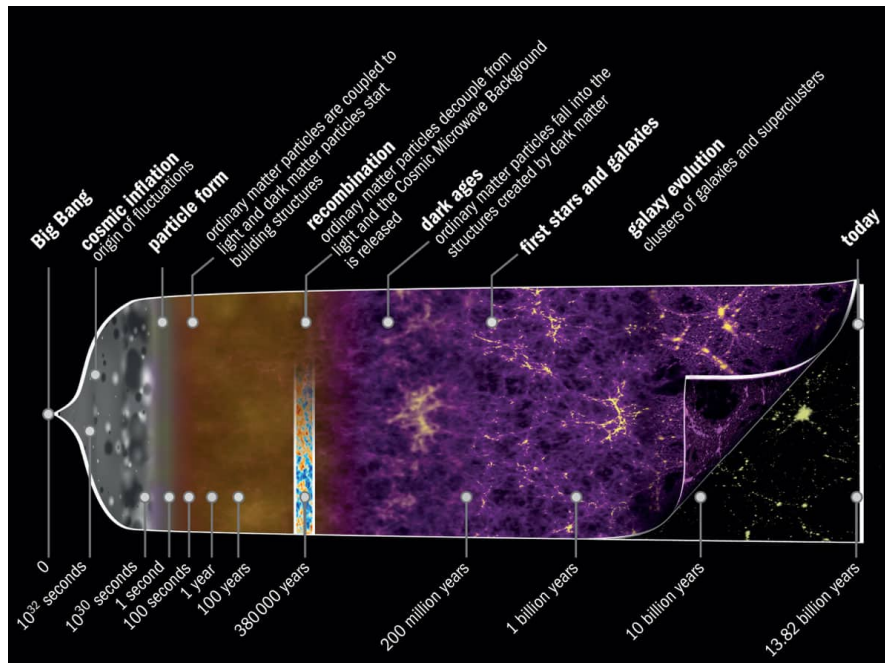 Big Bang
cosmic inflation
origin of fluctuations
particle form
ordinary matter particles are coupled to
light and dark matter particles start
building structures
recombination
ordinary matter particles decouple from
light and the Cosmic Microwave Background
is released
dark ages
ordinary matter particles fall into the
structures created by dark matter
first stars and galaxies
galaxy evolution
clusters of galaxies and superclusters
today
0
10³² seconds
10³⁰ seconds
1 second
100 seconds
1 year
100 years
380 000 years
200 million years
1 billion years
10 billion years
13.82 billion years